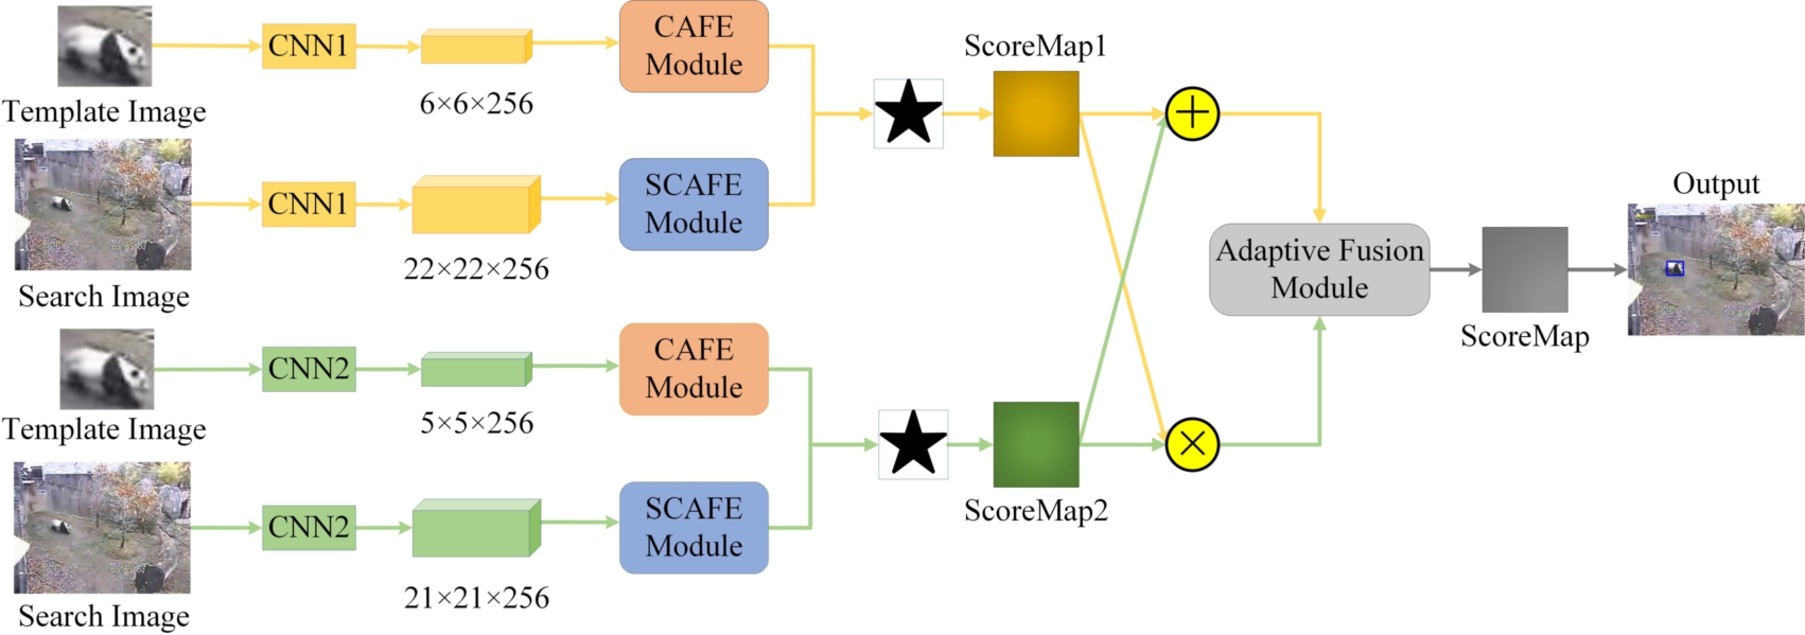 Template Image
CNN1
6×6×256
CAFE
Module
Search Image
CNN1
22×22×256
SCAFE
Module
ScoreMap1
+
Template Image
CNN2
5×5×256
CAFE
Module
Search Image
CNN2
21×21×256
SCAFE
Module
ScoreMap2
×
Adaptive Fusion
Module
ScoreMap
Output